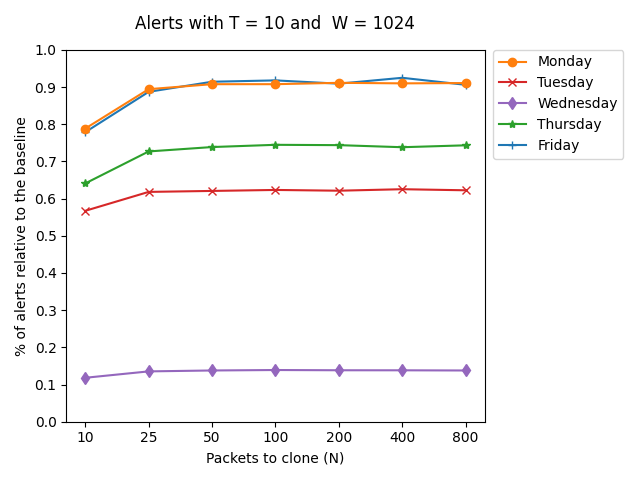 Alerts with T = 10 and  W = 1024
% of alerts relative to the baseline
1.0
0.9
0.8
0.7
0.6
0.5
0.4
0.3
0.2
0.1
0.0
10 25 50 100 200 400 800
Packets to clone (N)
Monday
Tuesday
Wednesday
Thursday
Friday